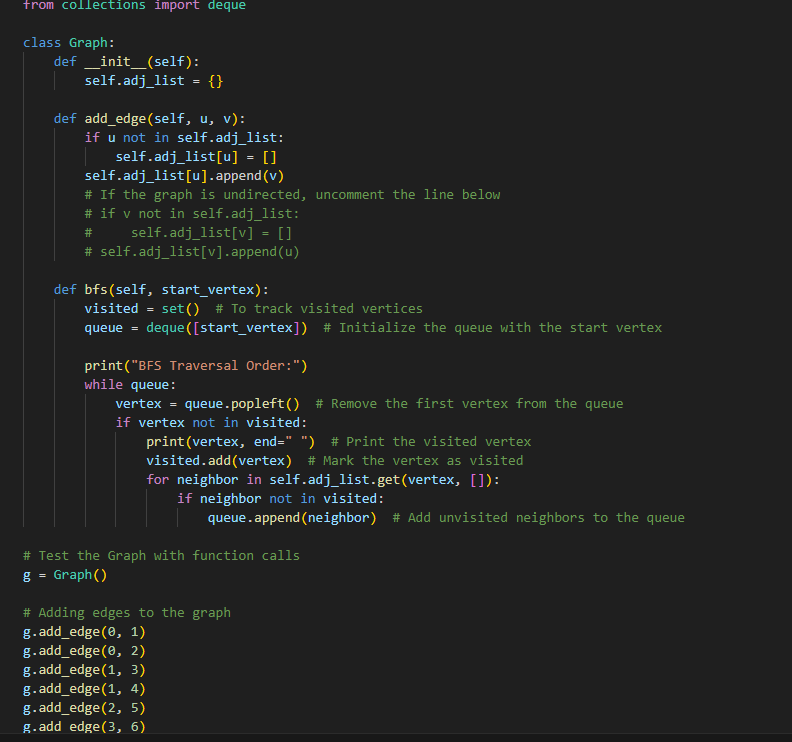 from collections import deque

class Graph:
    def __init__(self):
        self.adj_list = {}

    def add_edge(self, u, v):
        if u not in self.adj_list:
            self.adj_list[u] = []
        self.adj_list[u].append(v)
        # If the graph is undirected, uncomment the line below
        # if v not in self.adj_list:
        #     self.adj_list[v] = []
        # self.adj_list[v].append(u)

    def bfs(self, start_vertex):
        visited = set()  # To track visited vertices
        queue = deque([start_vertex])  # Initialize the queue with the start vertex

        print("BFS Traversal Order:")
        while queue:
            vertex = queue.popleft()  # Remove the first vertex from the queue
            if vertex not in visited:
                print(vertex, end=" ")  # Print the visited vertex
                visited.add(vertex)  # Mark the vertex as visited
                for neighbor in self.adj_list.get(vertex, []):
                    if neighbor not in visited:
                        queue.append(neighbor)  # Add unvisited neighbors to the queue

# Test the Graph with function calls
g = Graph()

# Adding edges to the graph
g.add_edge(0, 1)
g.add_edge(0, 2)
g.add_edge(1, 3)
g.add_edge(1, 4)
g.add_edge(2, 5)
g.add_edge(3, 6)